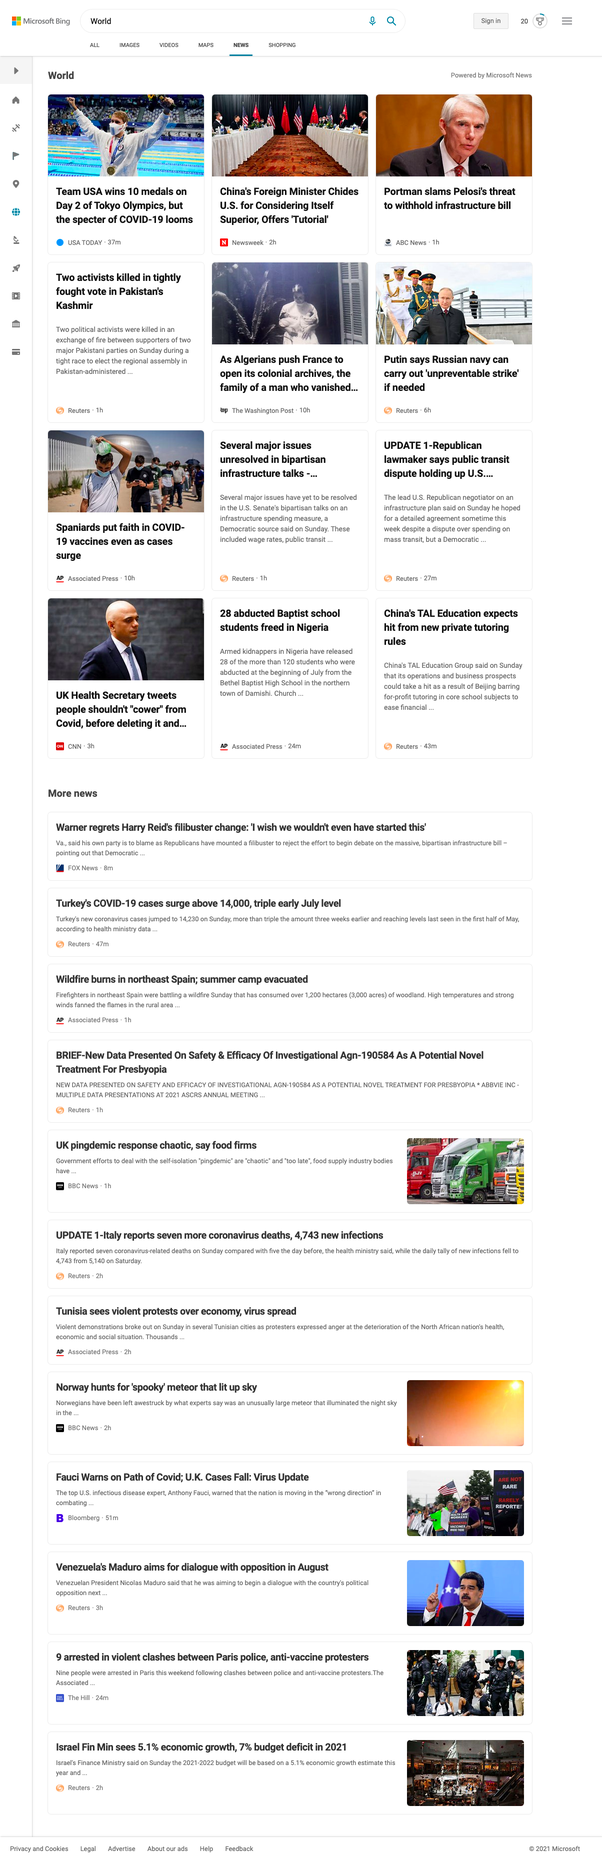 Microsoft Bing
World
Sign in
20
ALL IMAGES VIDEOS MAPS NEWS SHOPPING
World
Powered by Microsoft News
Team USA wins 10 medals on
Day 2 of Tokyo Olympics, but
the specter of COVID-19 looms
USA TODAY · 37m
China's Foreign Minister Chides
U.S. for Considering Itself
Superior, Offers 'Tutorial'
N Newsweek · 2h
Portman slams Pelosi's threat
to withhold infrastructure bill
ABC News · 1h
Two activists killed in tightly
fought vote in Pakistan's
Kashmir
Two political activists were killed in an
exchange of fire between supporters of two
major Pakistani parties on Sunday during a
tight race to elect the regional assembly in
Pakistan-administered ...
Reuters · 1h
As Algerians push France to
open its colonial archives, the
family of a man who vanished...
wp The Washington Post · 10h
Putin says Russian navy can
carry out 'unpreventable strike'
if needed
Reuters · 6h
Spaniards put faith in COVID-
19 vaccines even as cases
surge
AP Associated Press · 10h
Several major issues
unresolved in bipartisan
infrastructure talks -...
Several major issues have yet to be resolved
in the U.S. Senate's bipartisan talks on an
infrastructure spending measure, a
Democratic source said on Sunday. These
included wage rates, public transit ...
Reuters · 1h
UPDATE 1-Republican
lawmaker says public transit
dispute holding up U.S....
The lead U.S. Republican negotiator on an
infrastructure plan said on Sunday he hoped
for a detailed agreement sometime this
week despite a dispute over spending on
mass transit, but a Democratic ...
Reuters · 27m
UK Health Secretary tweets
people shouldn't "cower" from
Covid, before deleting it and...
CNN CNN · 3h
28 abducted Baptist school
students freed in Nigeria
Armed kidnappers in Nigeria have released
28 of the more than 120 students who were
abducted at the beginning of July from the
Bethel Baptist High School in the northern
town of Damishi. Church ...
AP Associated Press · 24m
China's TAL Education expects
hit from new private tutoring
rules
China's TAL Education Group said on Sunday
that its operations and business prospects
could take a hit as a result of Beijing barring
for-profit tutoring in core school subjects to
ease financial ...
Reuters · 43m
More news
Warner regrets Harry Reid's filibuster change: 'I wish we wouldn't even have started this'
Va., said his own party is to blame as Republicans have mounted a filibuster to reject the effort to begin debate on the massive, bipartisan infrastructure bill –
pointing out that Democratic ...
FOX News · 8m
Turkey's COVID-19 cases surge above 14,000, triple early July level
Turkey's new coronavirus cases jumped to 14,230 on Sunday, more than triple the amount three weeks earlier and reaching levels last seen in the first half of May,
according to health ministry data ...
Reuters · 47m
Wildfire burns in northeast Spain; summer camp evacuated
Firefighters in northeast Spain were battling a wildfire Sunday that has consumed over 1,200 hectares (3,000 acres) of woodland. High temperatures and strong
winds fanned the flames in the rural area ...
AP Associated Press · 1h
BRIEF-New Data Presented On Safety & Efficacy Of Investigational Agn-190584 As A Potential Novel
Treatment For Presbyopia
NEW DATA PRESENTED ON SAFETY AND EFFICACY OF INVESTIGATIONAL AGN-190584 AS A POTENTIAL NOVEL TREATMENT FOR PRESBYOPIA * ABBVIE INC -
MULTIPLE DATA PRESENTATIONS AT 2021 ASCRS ANNUAL MEETING ...
Reuters · 1h
UK pingdemic response chaotic, say food firms
Government efforts to deal with the self-isolation "pingdemic" are "chaotic" and "too late", food supply industry bodies
have ...
BBC News · 1h
UPDATE 1-Italy reports seven more coronavirus deaths, 4,743 new infections
Italy reported seven coronavirus-related deaths on Sunday compared with five the day before, the health ministry said, while the daily tally of new infections fell to
4,743 from 5,140 on Saturday.
Reuters · 2h
Tunisia sees violent protests over economy, virus spread
Violent demonstrations broke out on Sunday in several Tunisian cities as protesters expressed anger at the deterioration of the North African nation's health,
economic and social situation. Thousands ...
AP Associated Press · 2h
Norway hunts for 'spooky' meteor that lit up sky
Norwegians have been left awestruck by what experts say was an unusually large meteor that illuminated the night sky
in the ...
BBC News · 2h
Fauci Warns on Path of Covid; U.K. Cases Fall: Virus Update
The top U.S. infectious disease expert, Anthony Fauci, warned that the nation is moving in the "wrong direction" in
combating ...
B Bloomberg · 51m
ARE NOT
RARE
RARELY
REPORTE
Venezuela's Maduro aims for dialogue with opposition in August
Venezuelan President Nicolas Maduro said that he was aiming to begin a dialogue with the country's political
opposition next ...
Reuters · 3h
9 arrested in violent clashes between Paris police, anti-vaccine protesters
Nine people were arrested in Paris this weekend following clashes between police and anti-vaccine protesters.The
Associated ...
The Hill · 24m
Israel Fin Min sees 5.1% economic growth, 7% budget deficit in 2021
Israel's Finance Ministry said on Sunday the 2021-2022 budget will be based on a 5.1% economic growth estimate this
year and ...
Reuters · 2h
Privacy and Cookies Legal Advertise About our ads Help Feedback
© 2021 Microsoft